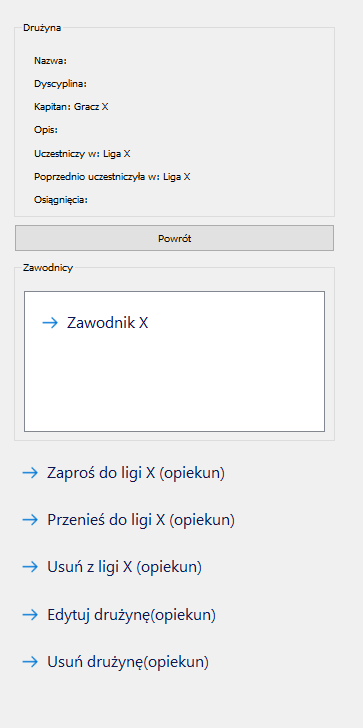 Drużyna
Nazwa:
Dyscyplina:
Kapitan: Gracz X
Opis:
Uczestniczy w: Liga X
Poprzednio uczestniczyła w: Liga X
Osiągnięcia:
Powrót
Zawodnicy
Zawodnik X
Zaproś do ligi X (opiekun)
Przenieś do ligi X (opiekun)
Usuń z ligi X (opiekun)
Edytuj drużynę(opiekun)
Usuń drużynę(opiekun)